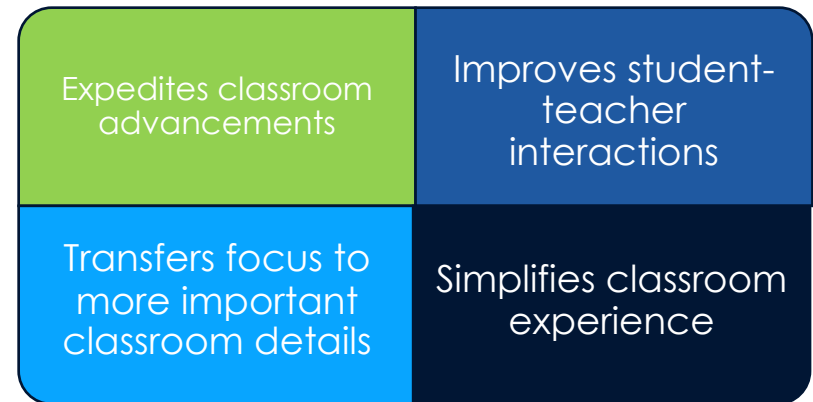 Expedites classroom
advancements
Improves student-
teacher
interactions
Transfers focus to
more important
classroom details
Simplifies classroom
experience